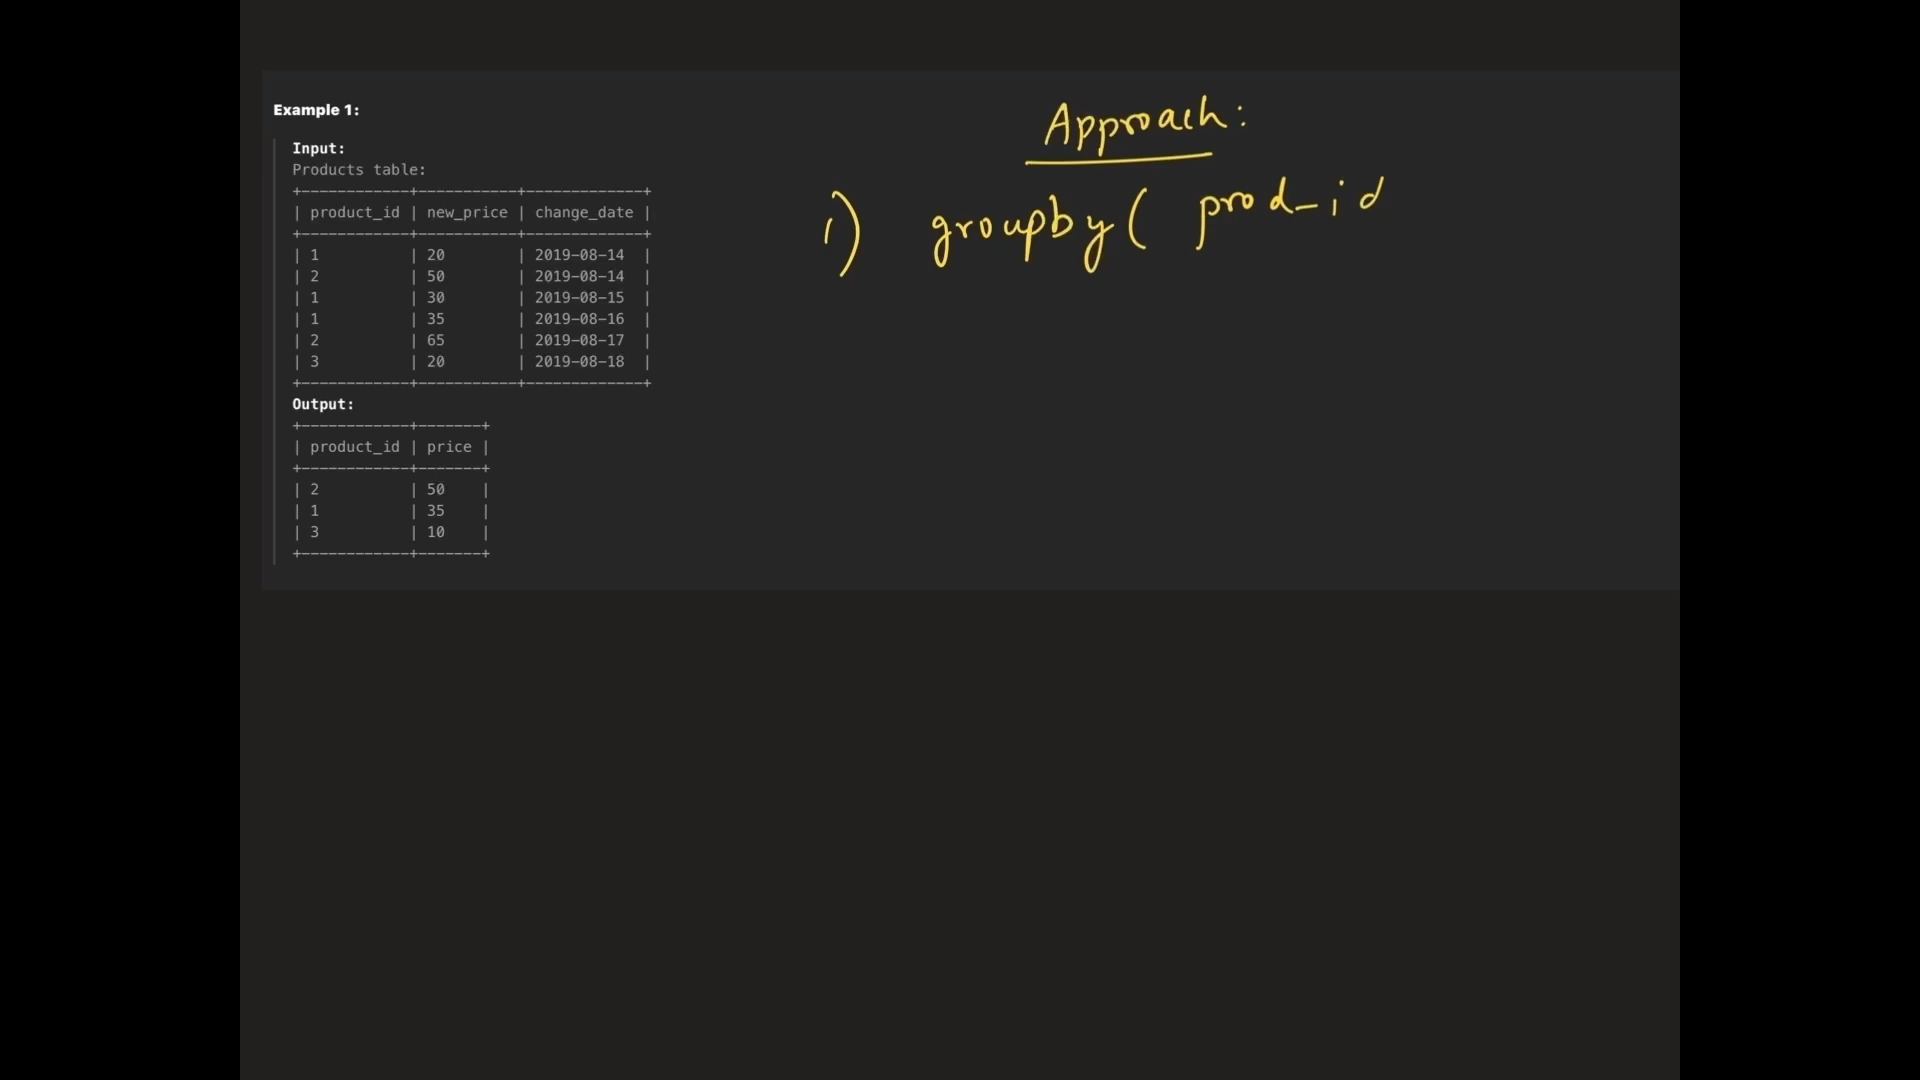 Example 1:
Approach:
Input:
Products table:
+------------+-----------+-------------+
| product_id | new_price | change_date |
+------------+-----------+-------------+
| 1          | 20        | 2019-08-14  |
| 2          | 50        | 2019-08-14  |
| 1          | 30        | 2019-08-15  |
| 1          | 35        | 2019-08-16  |
| 2          | 65        | 2019-08-17  |
| 3          | 20        | 2019-08-18  |
+------------+-----------+-------------+
Output:
+------------+-------+
| product_id | price |
+------------+-------+
| 2          | 50    |
| 1          | 35    |
| 3          | 10    |
+------------+-------+
1) groupby( prod_id